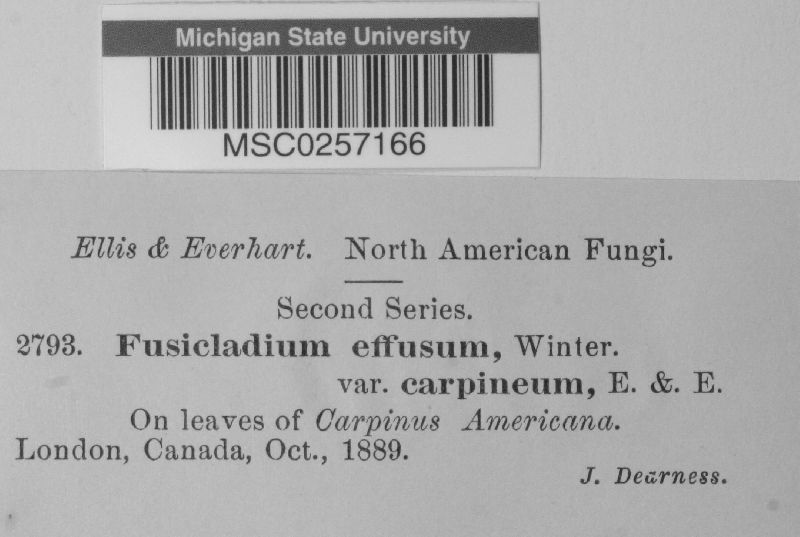 Michigan State University
MSC0257166
Ellis & Everhart. North American Fungi.
Second Series.
2793. Fusicladium effusum, Winter.
var. carpineum, E. &. E.
On leaves of Carpinus Americana.
London, Canada, Oct., 1889.
J. Dearness.